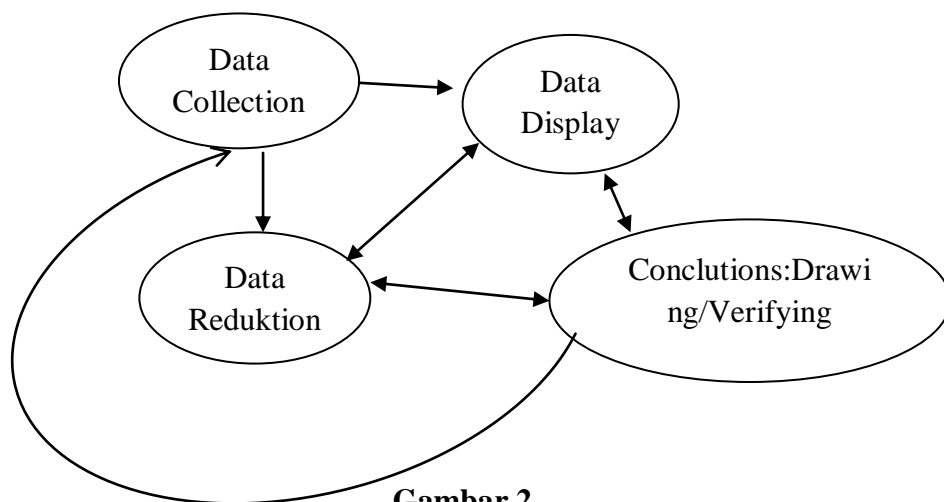 Data
Collection
Data
Display
Data
Reduktion
Conclutions:Drawi
ng/Verifying
Gambar 2